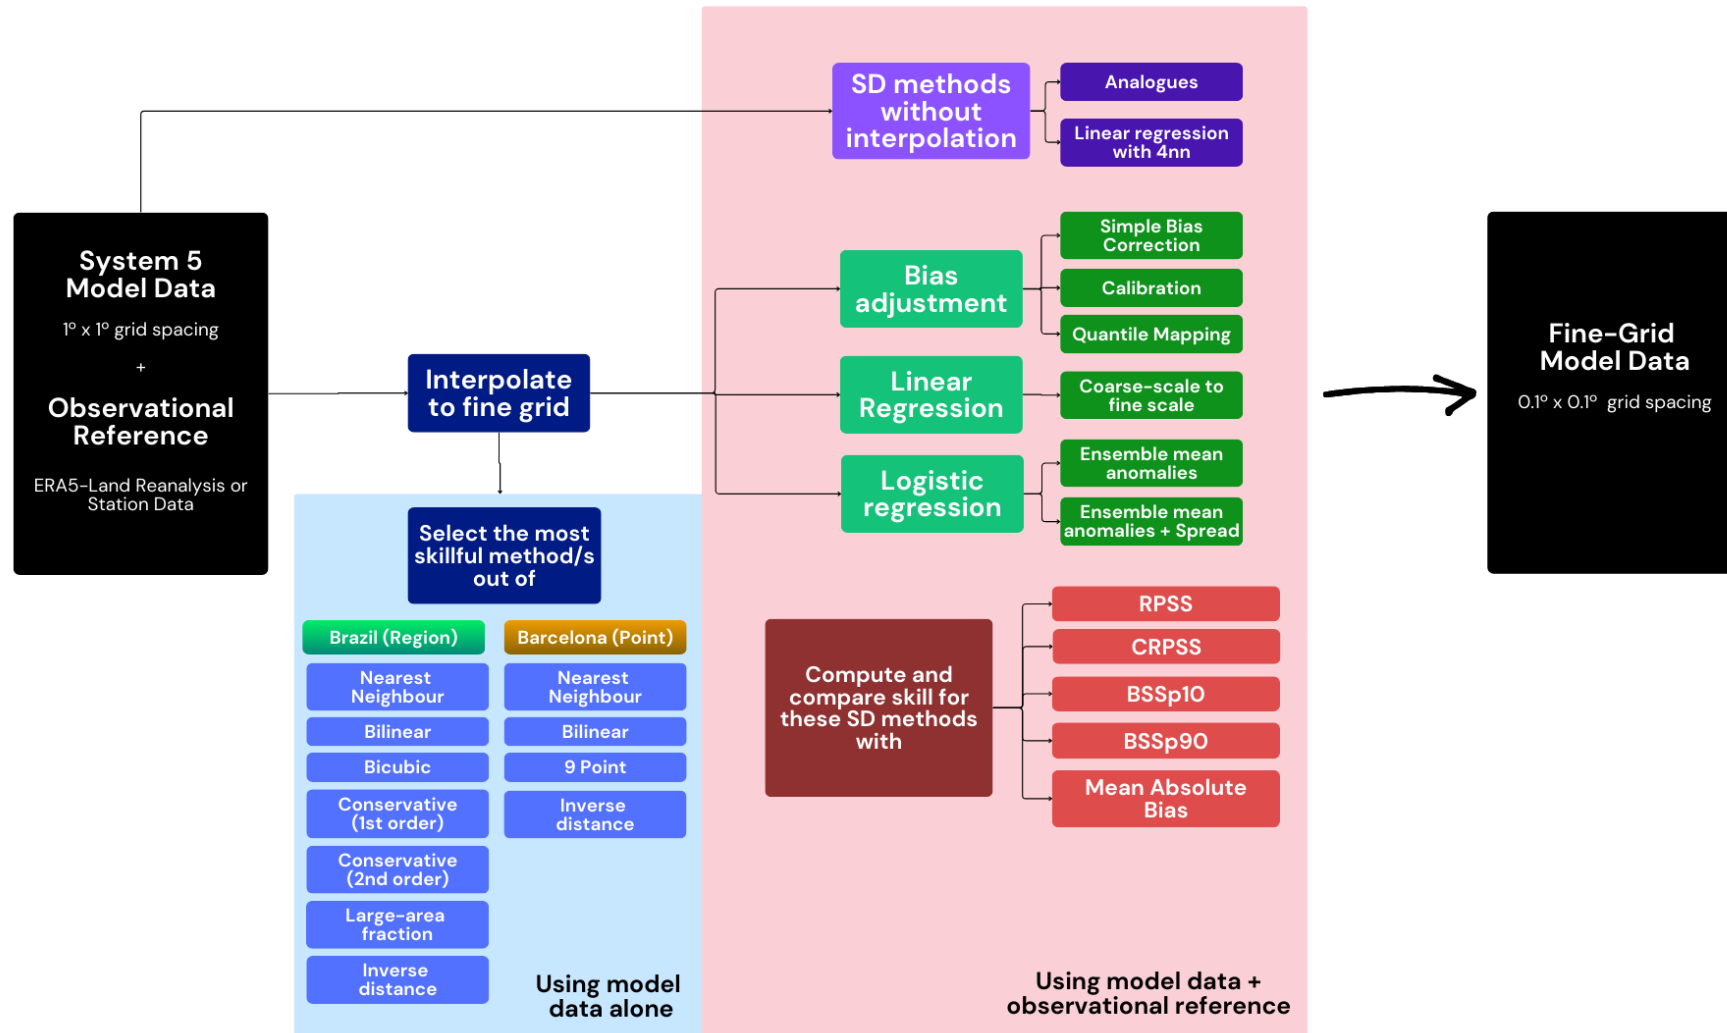 System 5
Model Data
1º x 1º grid spacing
+
Observational
Reference
ERA5-Land Reanalysis or
Station Data
Interpolate
to fine grid
Select the most
skillful method/s
out of
Brazil (Region)
Nearest
Neighbour
Bilinear
Bicubic
Conservative
(1st order)
Conservative
(2nd order)
Large-area
fraction
Inverse
distance
Barcelona (Point)
Nearest
Neighbour
Bilinear
9 Point
Inverse
distance
Using model
data alone
SD methods
without
interpolation
Analogues
Linear regression
with 4nn
Bias
adjustment
Simple Bias
Correction
Calibration
Quantile Mapping
Linear
Regression
Coarse-scale to
fine scale
Logistic
regression
Ensemble mean
anomalies
Ensemble mean
anomalies + Spread
Compute and
compare skill for
these SD methods
with
RPSS
CRPSS
BSSp10
BSSp90
Mean Absolute
Bias
Using model data +
observational reference
Fine-Grid
Model Data
0.1º x 0.1º grid spacing